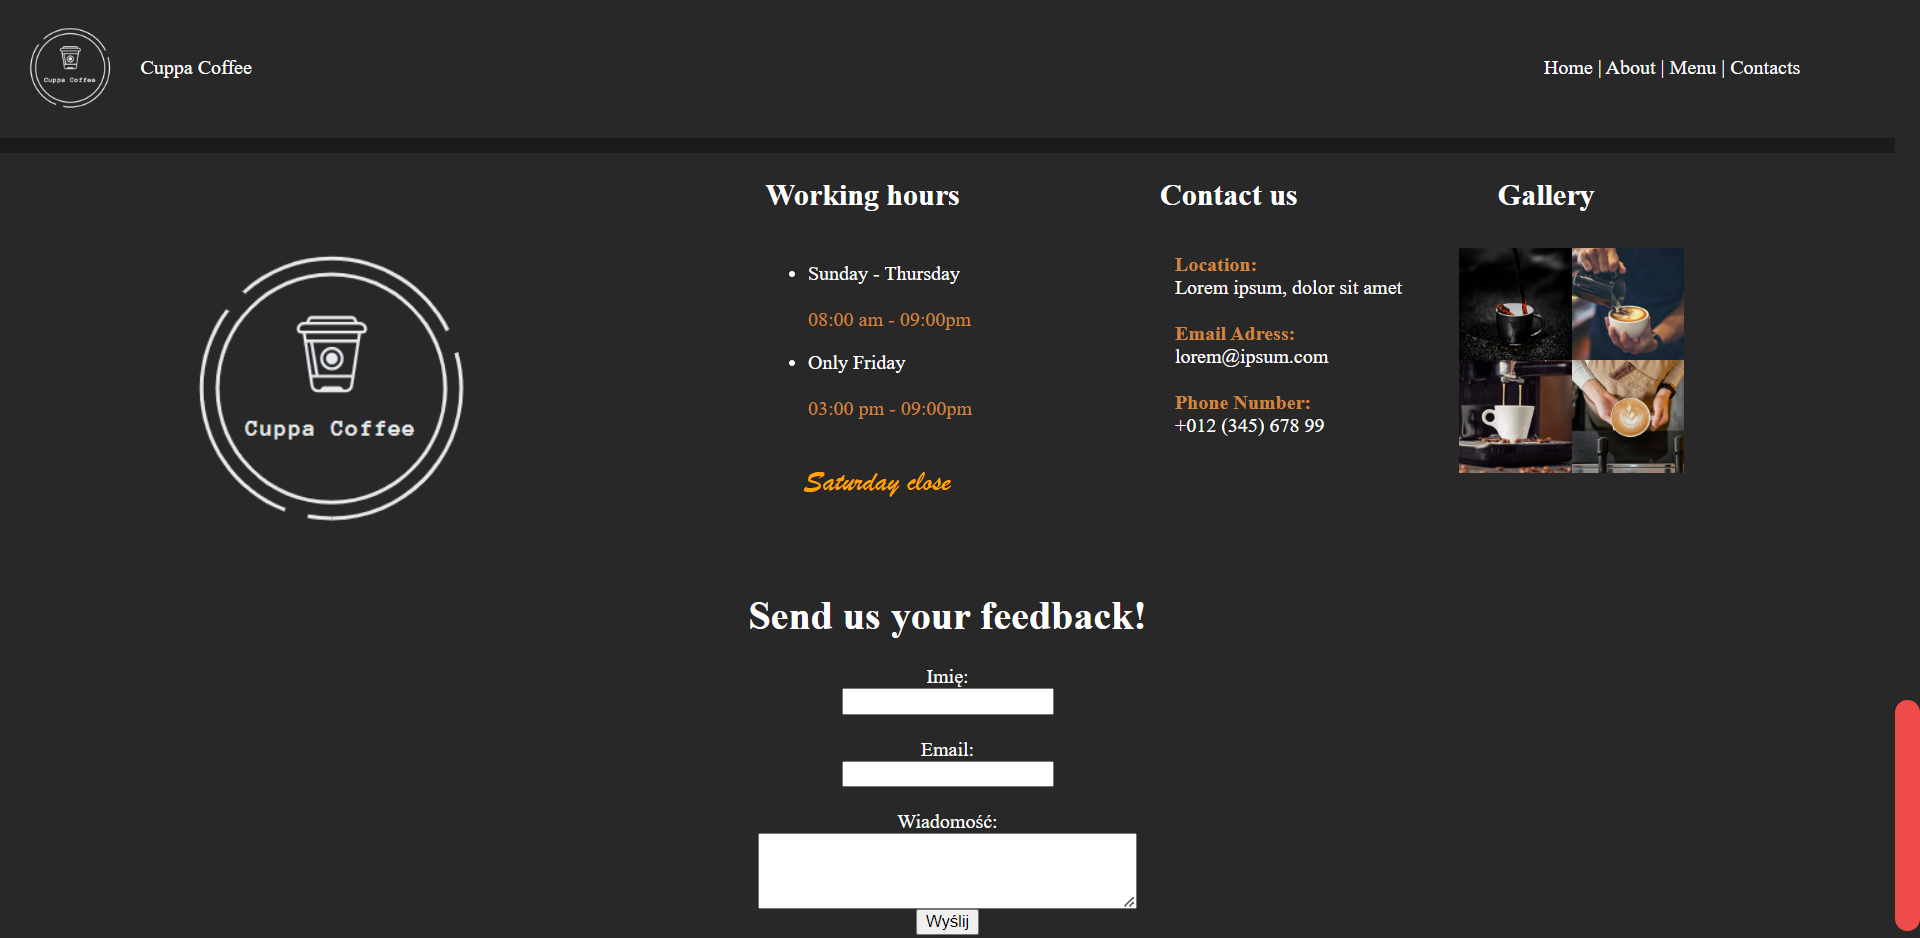 Cuppa Coffee
Cuppa Coffee
Home | About | Menu | Contacts
Cuppa Coffee
Working hours
Sunday - Thursday
08:00 am - 09:00pm
Only Friday
03:00 pm - 09:00pm
Saturday close
Contact us
Location:
Lorem ipsum, dolor sit amet
Email Adress:
lorem@ipsum.com
Phone Number:
+012 (345) 678 99
Gallery
Send us your feedback!
Imię:
Email:
Wiadomość:
Wyślij